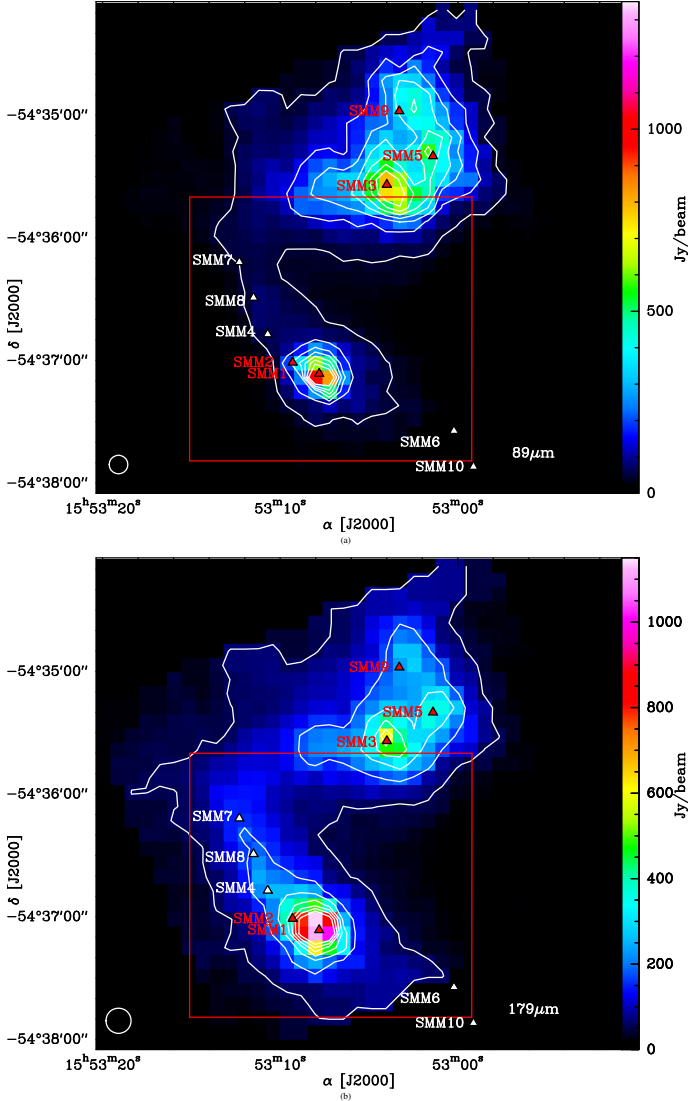 −54°35′00″
SMM9
1000
SMM5
SMM3
−54°36′00″
SMM7
Jy/beam
δ [J2000]
SMM8
500
SMM4
−54°37′00″
SMM2
SMM1
SMM6
89μm
SMM10
−54°38′00″
0
15ʰ53ᵐ20ˢ
53ᵐ10ˢ
53ᵐ00ˢ
α [J2000]
(a)
1000
−54°35′00″
SMM9
800
SMM5
SMM3
−54°36′00″
600
Jy/beam
SMM7
δ [J2000]
SMM8
400
SMM4
−54°37′00″
SMM2
SMM1
200
SMM6
179μm
SMM10
−54°38′00″
0
15ʰ53ᵐ20ˢ
53ᵐ10ˢ
53ᵐ00ˢ
α [J2000]
(b)